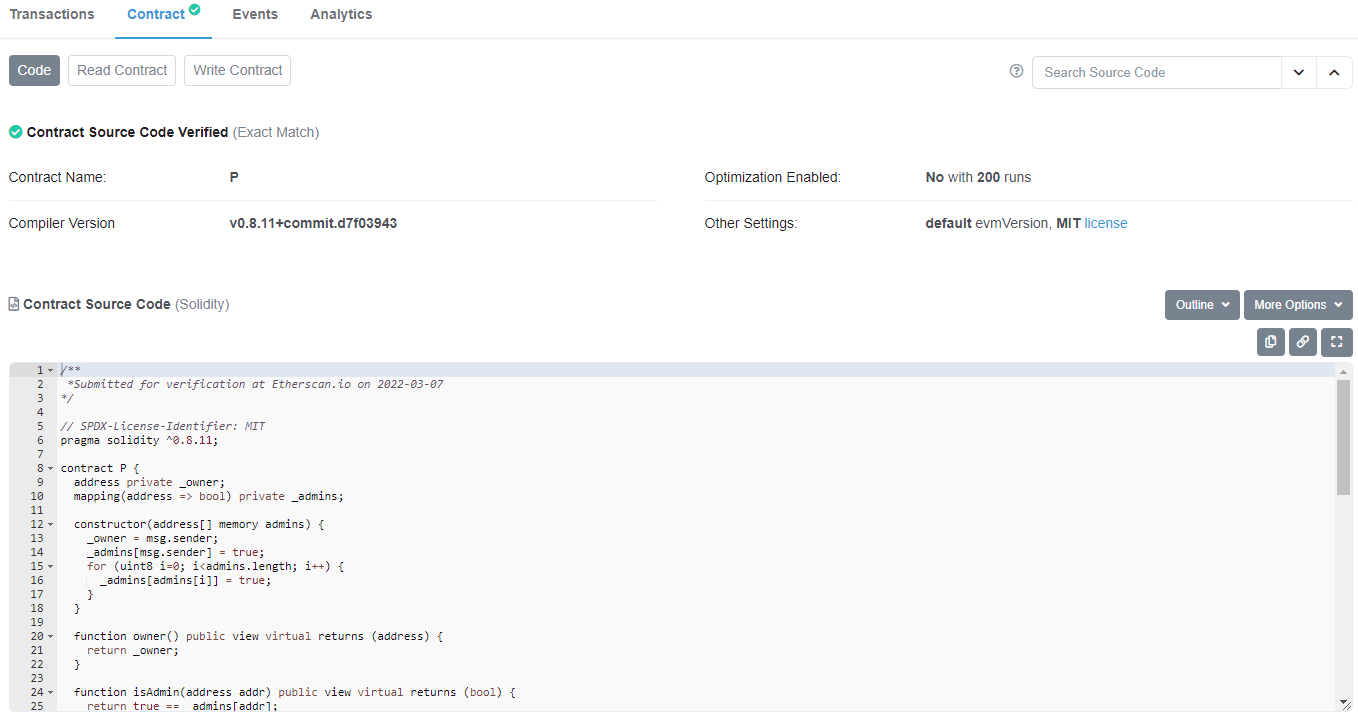 Transactions Contract Events Analytics
Code Read Contract Write Contract Search Source Code
Contract Source Code Verified (Exact Match)
Contract Name: P Optimization Enabled: No with 200 runs
Compiler Version v0.8.11+commit.d7f03943 Other Settings: default evmVersion, MIT license
Contract Source Code (Solidity) Outline More Options
1 /**
2  *Submitted for verification at Etherscan.io on 2022-03-07
3 */
4
5 // SPDX-License-Identifier: MIT
6 pragma solidity ^0.8.11;
7
8 contract P {
9   address private _owner;
10   mapping(address => bool) private _admins;
11
12   constructor(address[] memory admins) {
13     _owner = msg.sender;
14     _admins[msg.sender] = true;
15     for (uint8 i=0; i<admins.length; i++) {
16       _admins[admins[i]] = true;
17     }
18   }
19
20   function owner() public view virtual returns (address) {
21     return _owner;
22   }
23
24   function isAdmin(address addr) public view virtual returns (bool) {
25     return true == _admins[addr];